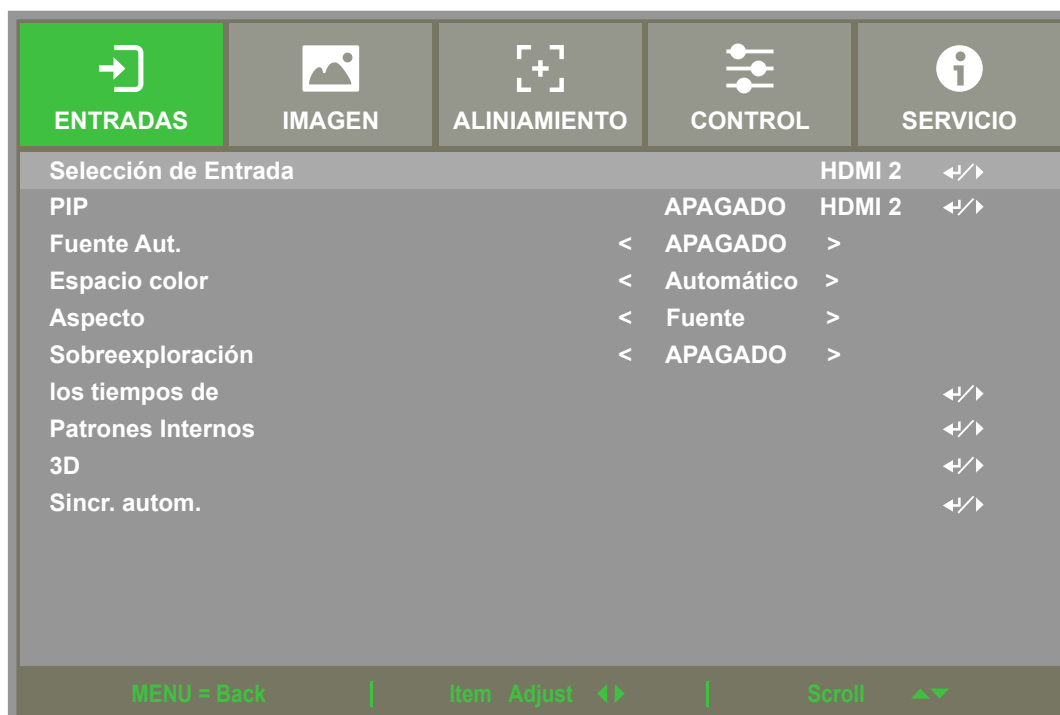 ENTRADAS IMAGEN ALINIAMIENTO CONTROL SERVICIO
Selección de Entrada HDMI 2
PIP APAGADO HDMI 2
Fuente Aut. < APAGADO >
Espacio color < Automático >
Aspecto < Fuente >
Sobreexploración < APAGADO >
los tiempos de
Patrones Internos
3D
Sincr. autom.
MENU = Back | Item Adjust | Scroll